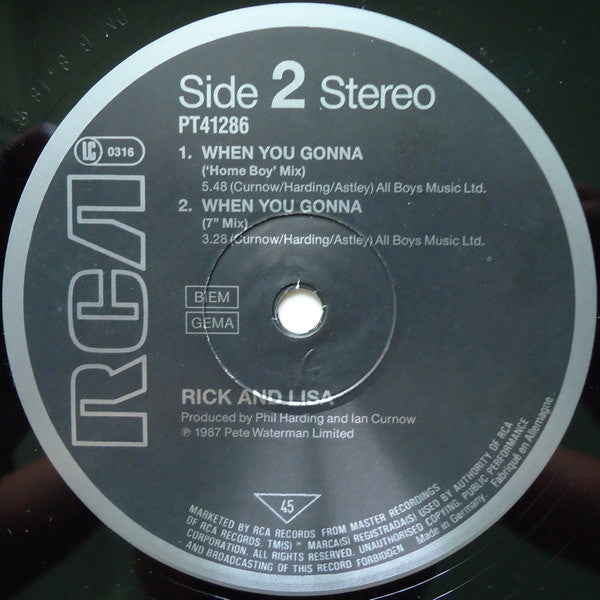 Side 2 Stereo
PT41286
LC 0316
1. WHEN YOU GONNA
('Home Boy' Mix)
5.48 (Curnow/Harding/Astley) All Boys Music Ltd.
2. WHEN YOU GONNA
(7" Mix)
3.28 (Curnow/Harding/Astley) All Boys Music Ltd.
RCA
BIEM
GEMA
RICK AND LISA
Produced by Phil Harding and Ian Curnow
℗ 1987 Pete Waterman Limited
45
MARKETED BY RCA RECORDS FROM MASTER RECORDINGS
OF RCA RECORDS. TM(S) ® MARCA(S) REGISTRADA(S) USED BY AUTHORITY OF RCA
CORPORATION. ALL RIGHTS RESERVED. UNAUTHORISED COPYING, PUBLIC PERFORMANCE
AND BROADCASTING OF THIS RECORD FORBIDDEN
Made in Germany. Fabriqué en Allemagne.